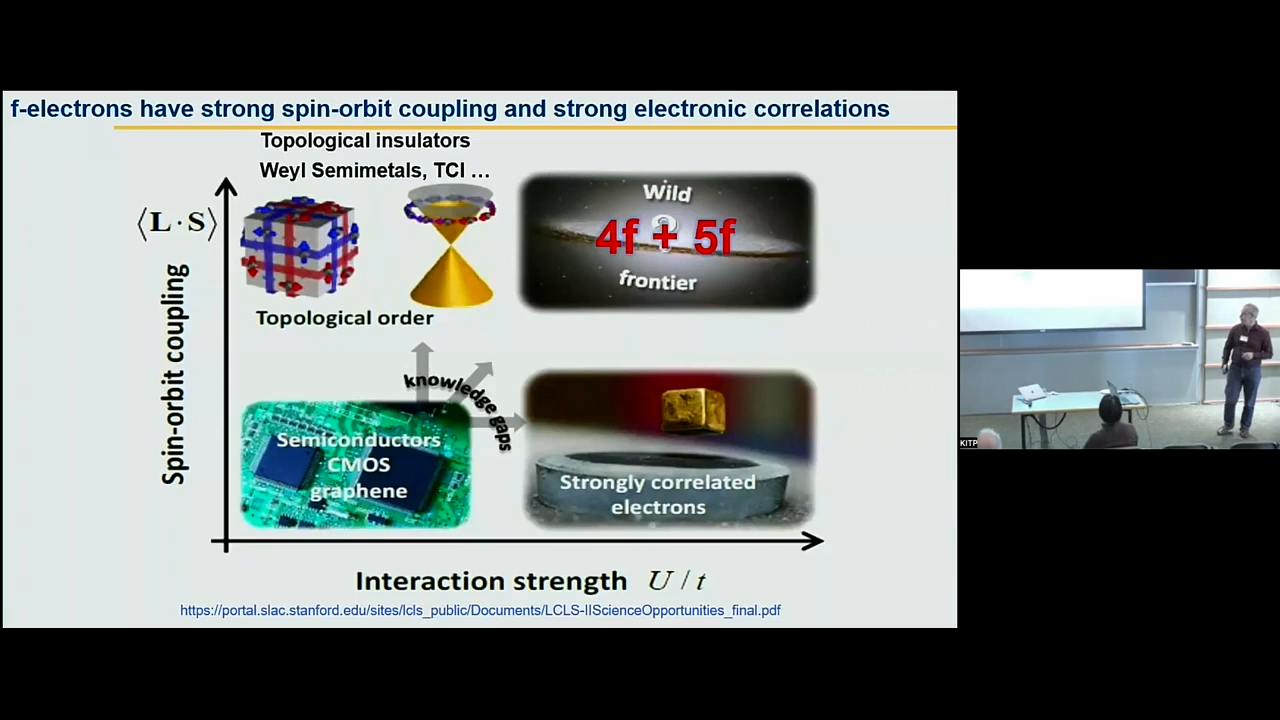 f-electrons have strong spin-orbit coupling and strong electronic correlations
Topological insulators
Weyl Semimetals, TCI ...
⟨L · S⟩
Spin-orbit coupling
Topological order
Wild
4f + 5f
frontier
knowledge gaps
Semiconductors
CMOS
graphene
Strongly correlated
electrons
Interaction strength U / t
https://portal.slac.stanford.edu/sites/lcls_public/Documents/LCLS-IIScienceOpportunities_final.pdf
KITP